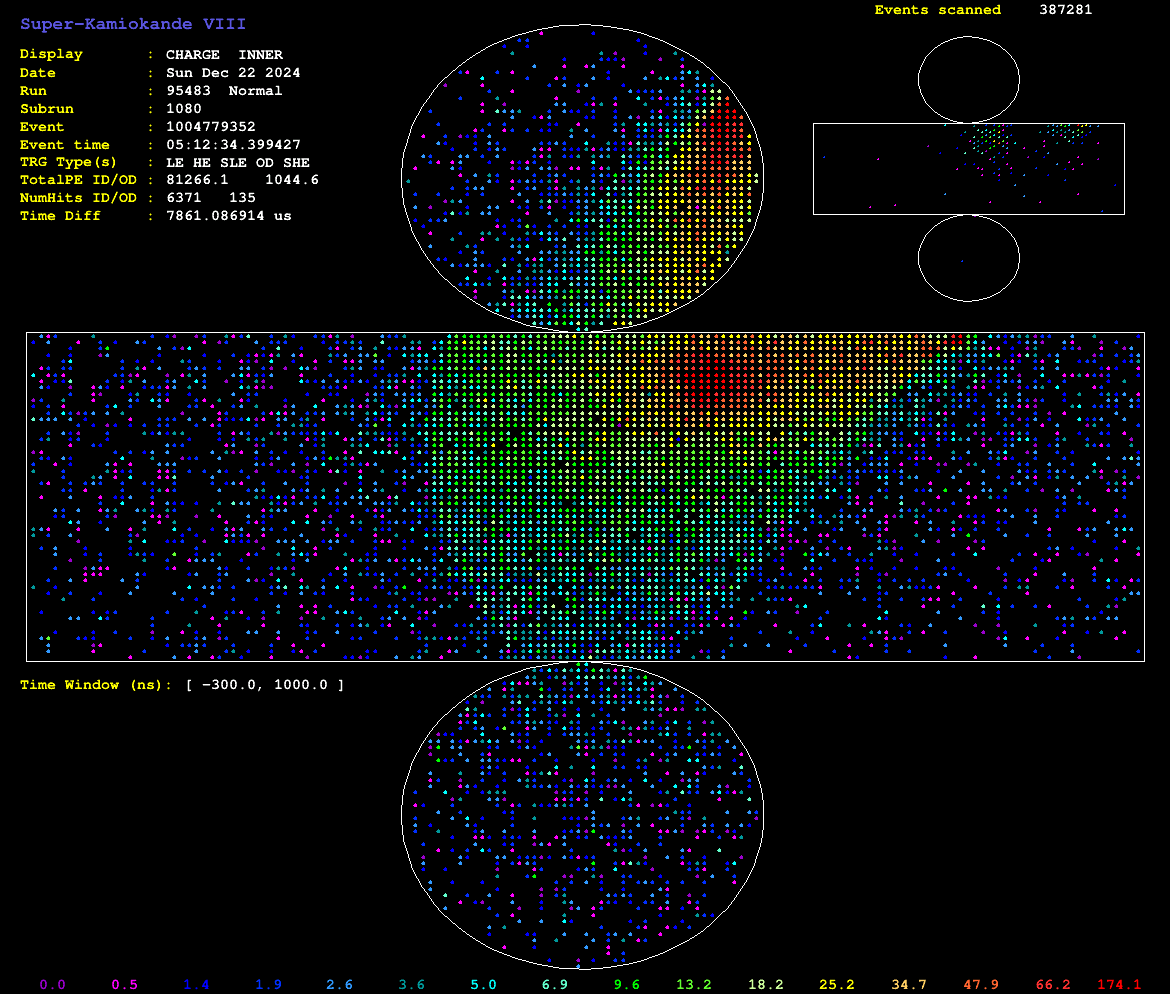 Events scanned 387281
Super-Kamiokande VIII
Display : CHARGE INNER
Date : Sun Dec 22 2024
Run : 95483 Normal
Subrun : 1080
Event : 1004779352
Event time : 05:12:34.399427
TRG Type(s) : LE HE SLE OD SHE
TotalPE ID/OD : 81266.1 1044.6
NumHits ID/OD : 6371 135
Time Diff : 7861.086914 us
Time Window (ns): [ −300.0, 1000.0 ]
0.0 0.5 1.4 1.9 2.6 3.6 5.0 6.9 9.6 13.2 18.2 25.2 34.7 47.9 66.2 174.1